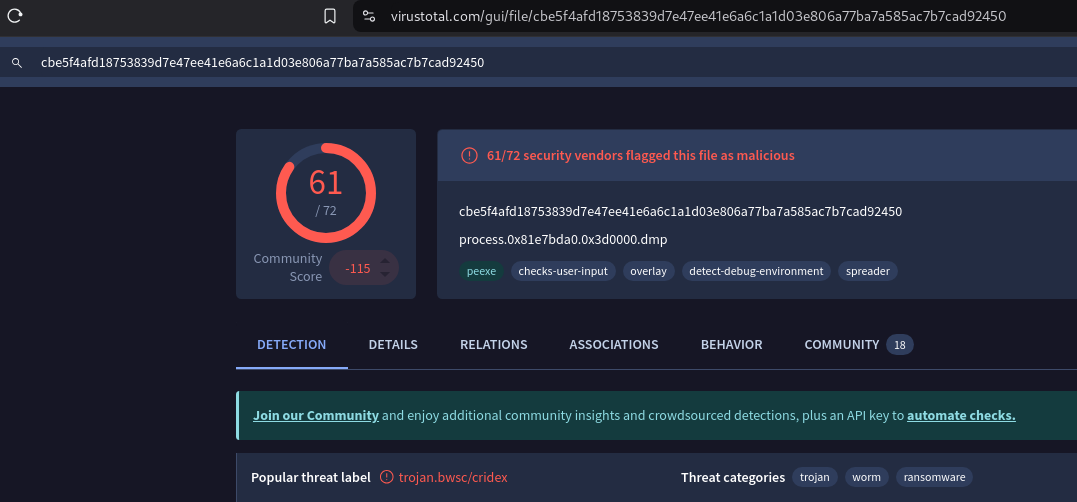 virustotal.com/gui/file/cbe5f4afd18753839d7e47ee41e6a6c1a1d03e806a77ba7a585ac7b7cad92450
cbe5f4afd18753839d7e47ee41e6a6c1a1d03e806a77ba7a585ac7b7cad92450
61
/ 72
Community Score
-115
61/72 security vendors flagged this file as malicious
cbe5f4afd18753839d7e47ee41e6a6c1a1d03e806a77ba7a585ac7b7cad92450
process.0x81e7bda0.0x3d0000.dmp
peexe checks-user-input overlay detect-debug-environment spreader
DETECTION DETAILS RELATIONS ASSOCIATIONS BEHAVIOR COMMUNITY 18
Join our Community and enjoy additional community insights and crowdsourced detections, plus an API key to automate checks.
Popular threat label trojan.bwsc/cridex Threat categories trojan worm ransomware